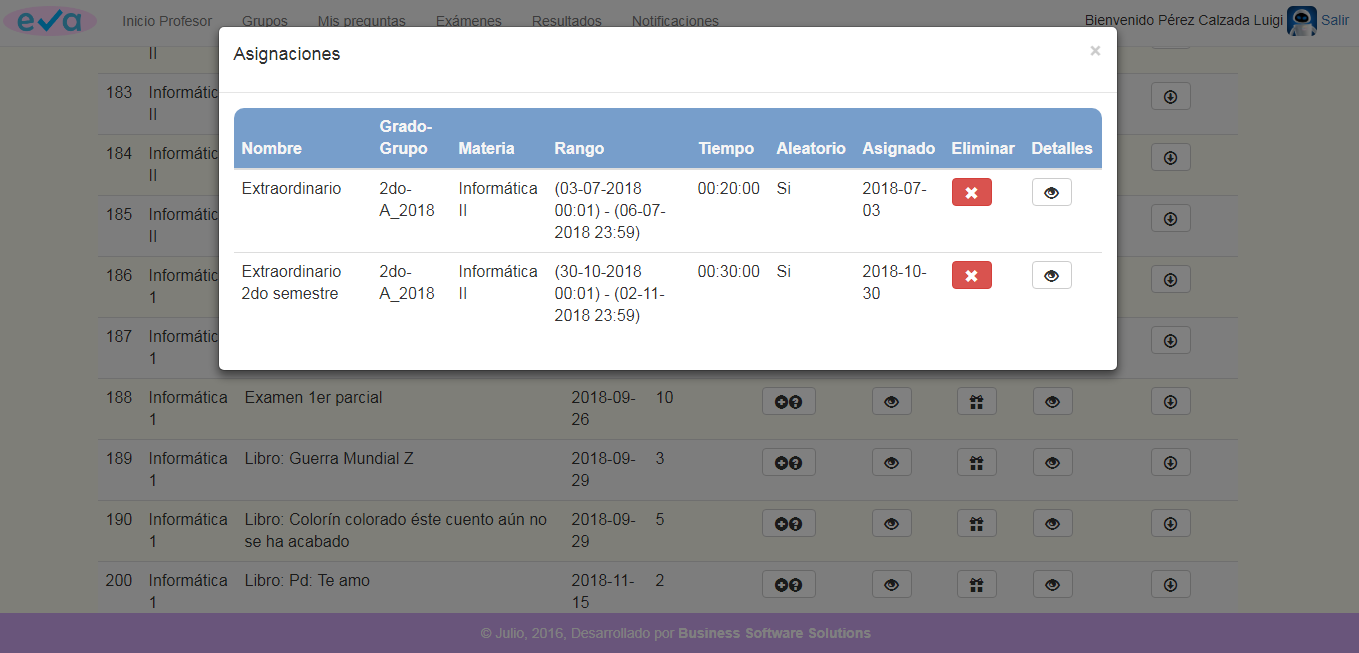 eva Inicio Profesor Grupos Mis preguntas Exámenes Resultados Notificaciones Bienvenido Pérez Calzada Luigi Salir
Asignaciones ×
Nombre Grado-Grupo Materia Rango Tiempo Aleatorio Asignado Eliminar Detalles
Extraordinario 2do- Informática (03-07-2018 00:20:00 Si 2018-07-
A_2018 II 00:01) - (06-07- 03
2018 23:59)
Extraordinario 2do- Informática (30-10-2018 00:30:00 Si 2018-10-
2do semestre A_2018 II 00:01) - (02-11- 30
2018 23:59)
II
183
II
184
II
185
II
186
1
187
1
188 Informática Examen 1er parcial 2018-09- 10
1 26
189 Informática Libro: Guerra Mundial Z 2018-09- 3
1 29
190 Informática Libro: Colorín colorado éste cuento aún no 2018-09- 5
1 se ha acabado 29
200 Informática Libro: Pd: Te amo 2018-11- 2
1 15
© Julio, 2016, Desarrollado por Business Software Solutions